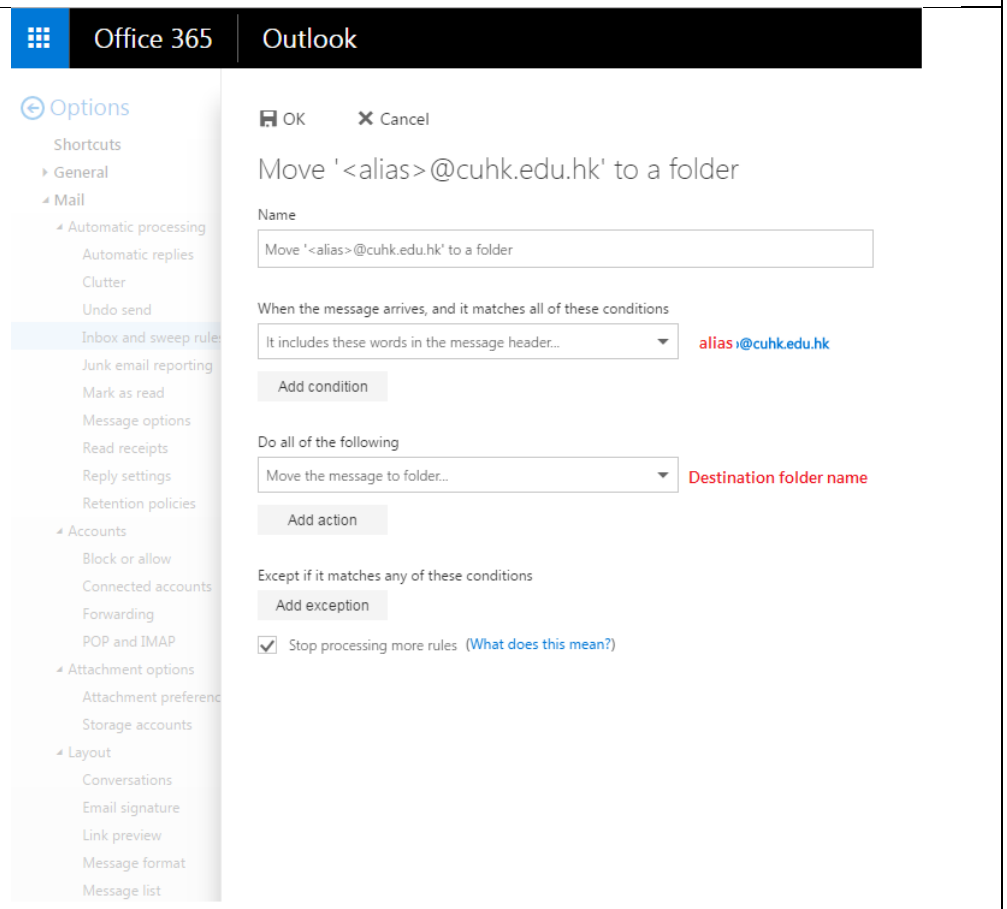 Office 365 Outlook
Options
Shortcuts
General
Mail
Automatic processing
Automatic replies
Clutter
Undo send
Inbox and sweep rules
Junk email reporting
Mark as read
Message options
Read receipts
Reply settings
Retention policies
Accounts
Block or allow
Connected accounts
Forwarding
POP and IMAP
Attachment options
Attachment preferenc
Storage accounts
Layout
Conversations
Email signature
Link preview
Message format
Message list
OK Cancel
Move '<alias>@cuhk.edu.hk' to a folder
Name
Move '<alias>@cuhk.edu.hk' to a folder
When the message arrives, and it matches all of these conditions
It includes these words in the message header... alias @cuhk.edu.hk
Add condition
Do all of the following
Move the message to folder... Destination folder name
Add action
Except if it matches any of these conditions
Add exception
Stop processing more rules (What does this mean?)